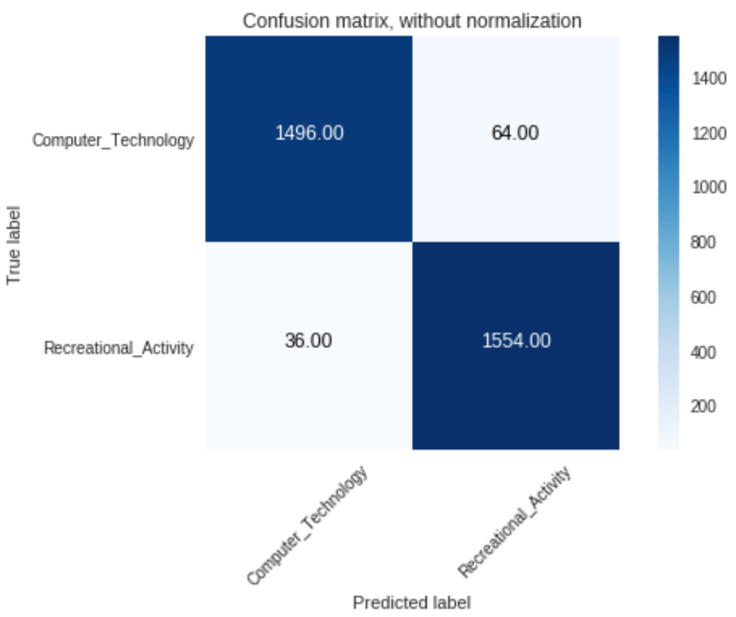 Confusion matrix, without normalization
True label
Computer_Technology
1496.00
64.00
Recreational_Activity
36.00
1554.00
Computer_Technology
Recreational_Activity
Predicted label
1400
1200
1000
800
600
400
200